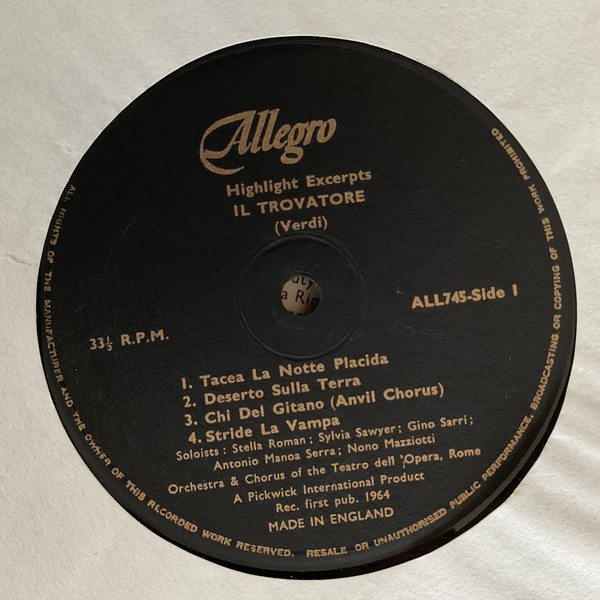 Allegro
Highlight Excerpts
IL TROVATORE
(Verdi)
ALL745-Side 1
33⅓ R.P.M.
1. Tacea La Notte Placida
2. Deserto Sulla Terra
3. Chi Del Gitano (Anvil Chorus)
4. Stride La Vampa
Soloists : Stella Roman ; Sylvia Sawyer ; Gino Sarri ;
Antonio Manoa Serra ; Nono Mazziotti
Orchestra & Chorus of the Teatro dell 'Opera, Rome
A Pickwick International Product
Rec. first pub. 1964
MADE IN ENGLAND
ALL RIGHTS OF THE MANUFACTURER AND THE OWNER OF THIS RECORDED WORK RESERVED. RESALE OR UNAUTHORISED PUBLIC PERFORMANCE, BROADCASTING OR COPYING OF THIS WORK PROHIBITED